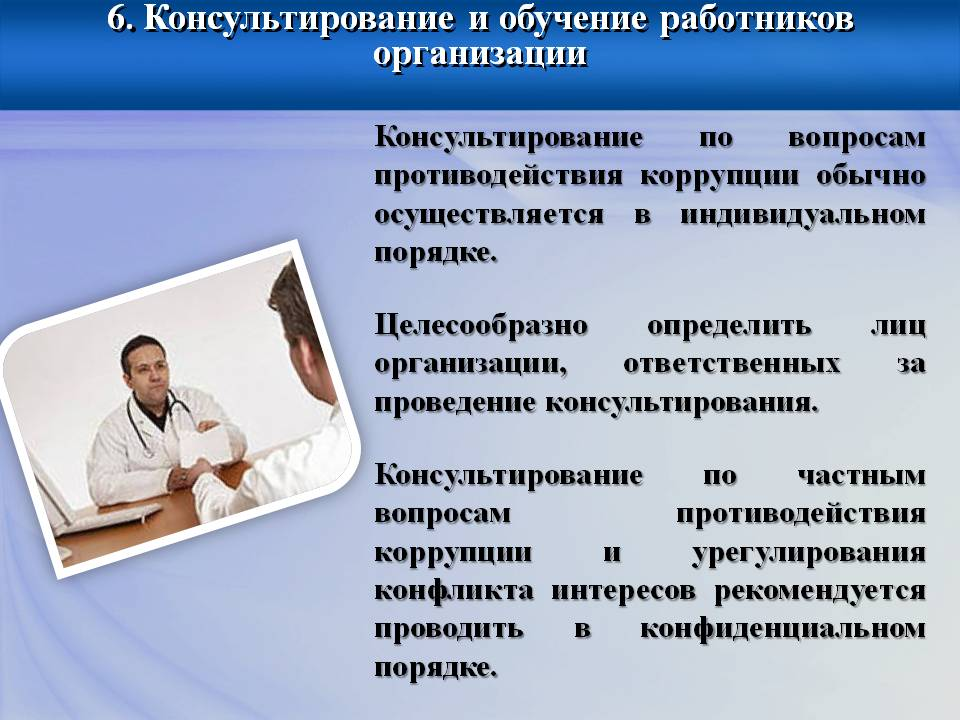 6. Консультирование и обучение работников
организации
Консультирование по вопросам
противодействия коррупции обычно
осуществляется в индивидуальном
порядке.
Целесообразно определить лиц
организации, ответственных за
проведение консультирования.
Консультирование по частным
вопросам противодействия
коррупции и урегулирования
конфликта интересов рекомендуется
проводить в конфиденциальном
порядке.